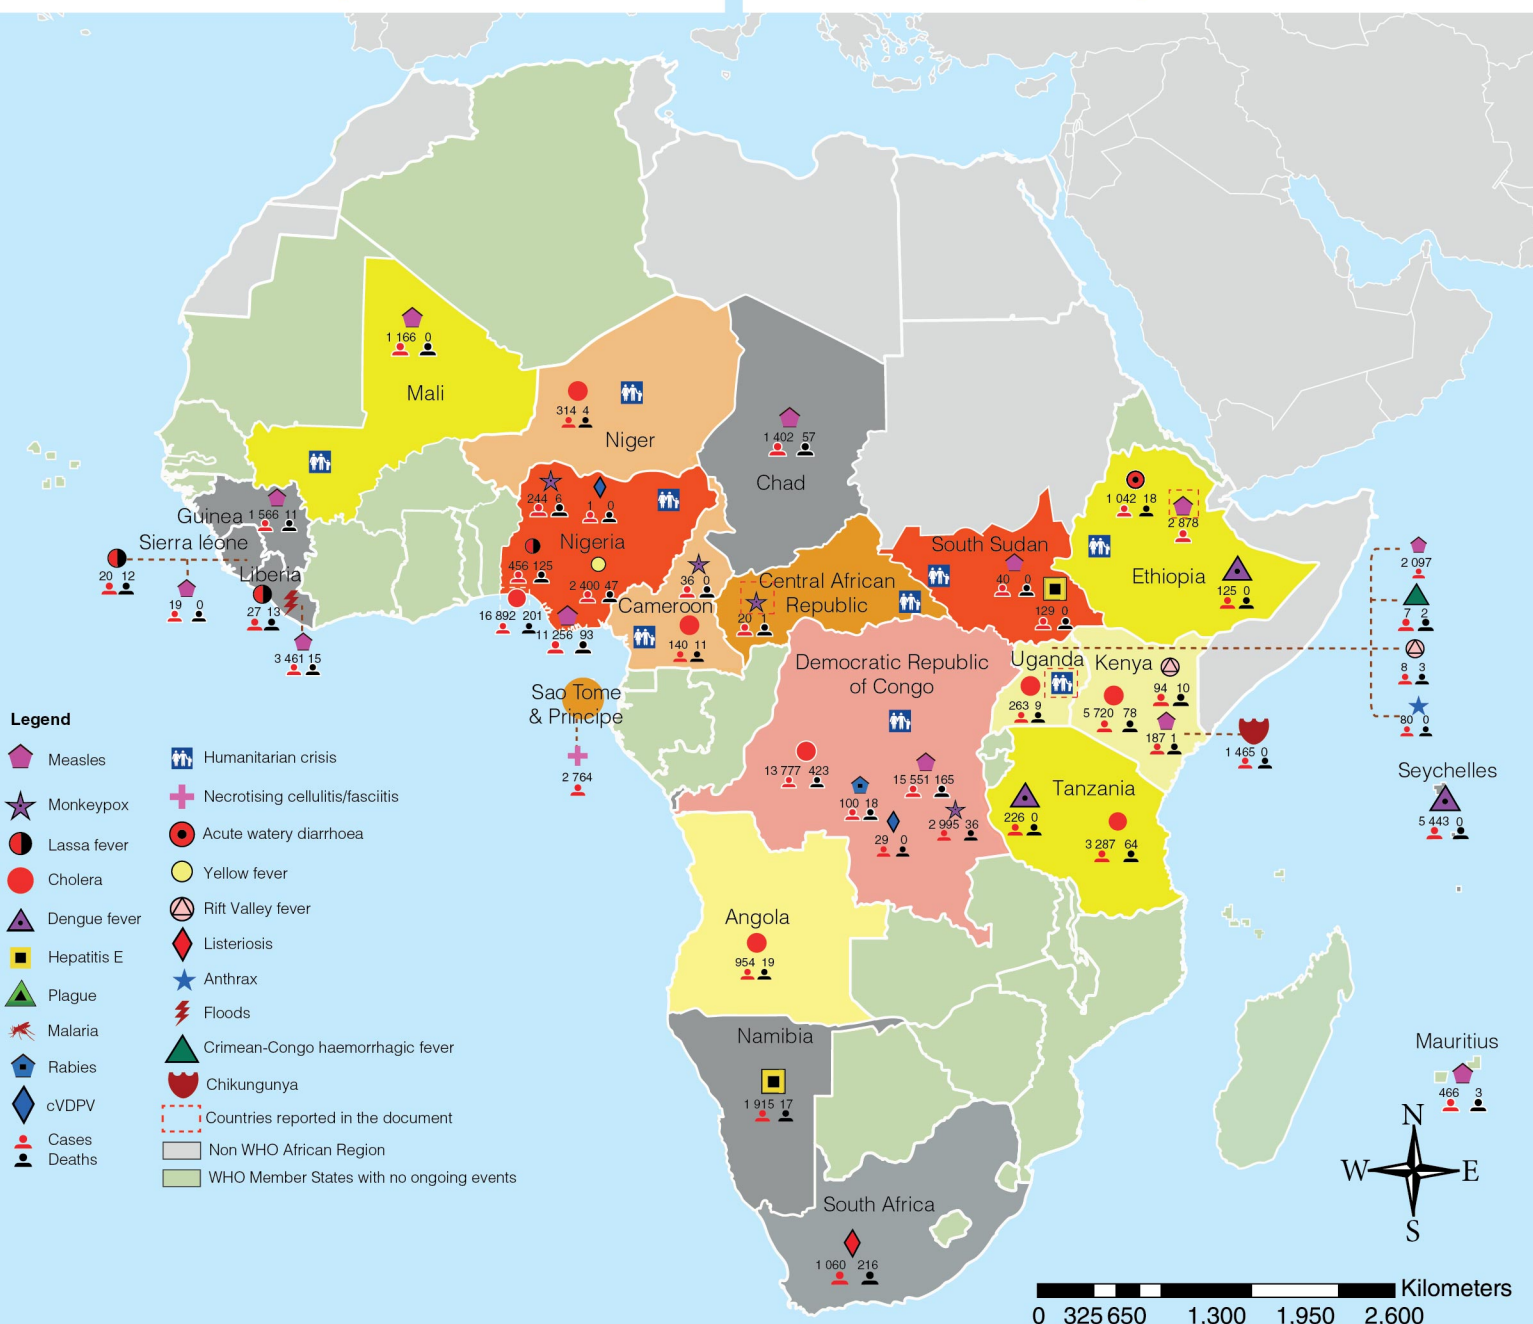 1 166 0
Mali
314 4
Niger
1 402 57
Chad
244 6
1 0
Nigeria
456 125
2 400 47
16 892 201
11 256 93
Guinea
1 566 11
Sierra léone
20 12
19 0
Liberia
27 13
3 461 15
36 0
Cameroon
140 11
Central African
Republic
20 1
South Sudan
40 0
129 0
1 042 18
2 878
Ethiopia
125 0
2 097
7 2
8 3
80 0
Democratic Republic
of Congo
13 777 423
15 551 165
100 18
2 995 36
29 0
Uganda
263 9
Kenya
94 10
5 720 78
187 1
1 465 0
Sao Tome
& Principe
2 764
Tanzania
226 0
3 287 64
Seychelles
5 443 0
Angola
954 19
Namibia
1 915 17
South Africa
1 060 216
Mauritius
466 3
Legend
Measles
Monkeypox
Lassa fever
Cholera
Dengue fever
Hepatitis E
Plague
Malaria
Rabies
cVDPV
Cases
Deaths
Humanitarian crisis
Necrotising cellulitis/fasciitis
Acute watery diarrhoea
Yellow fever
Rift Valley fever
Listeriosis
Anthrax
Floods
Crimean-Congo haemorrhagic fever
Chikungunya
Countries reported in the document
Non WHO African Region
WHO Member States with no ongoing events
N
W E
S
Kilometers
0 325 650 1.300 1.950 2.600